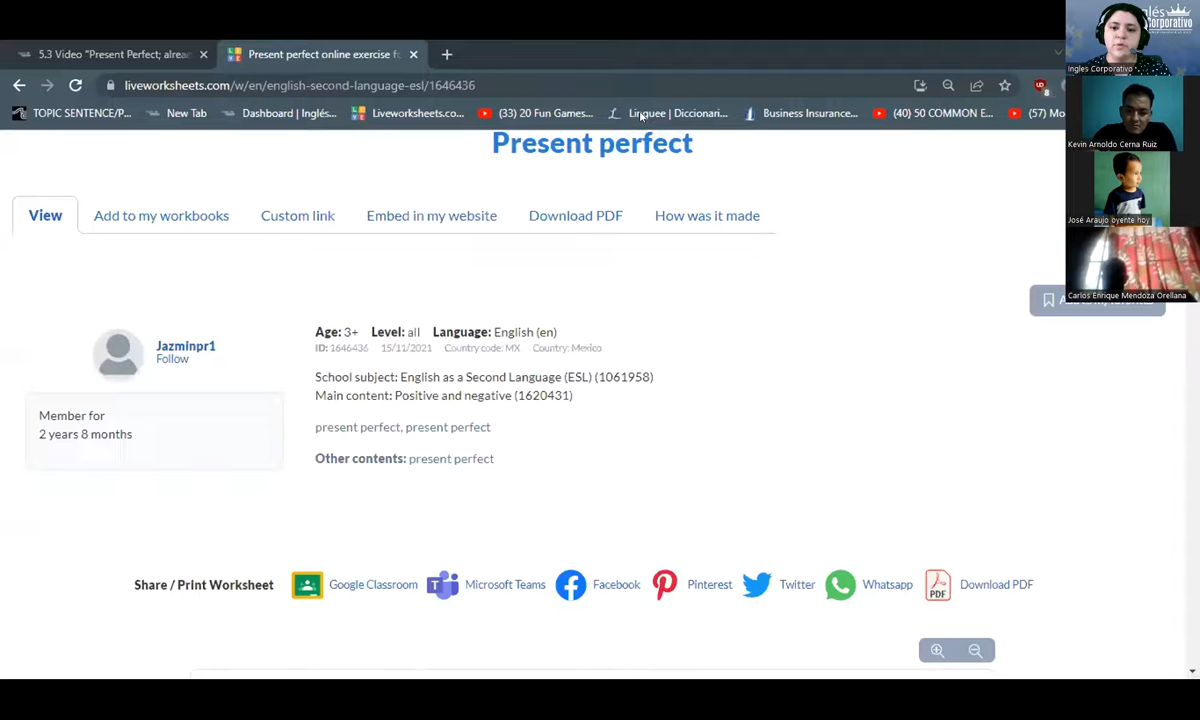 5.3 Video "Present Perfect; alrea
Present perfect online exercise f
liveworksheets.com/w/en/english-second-language-esl/1646436
TOPIC SENTENCE/P...
New Tab
Dashboard | Inglés...
Liveworksheets.co...
(33) 20 Fun Games...
Linguee | Diccionari...
Business Insurance...
(40) 50 COMMON E...
(57) Mo
Present perfect
View
Add to my workbooks
Custom link
Embed in my website
Download PDF
How was it made
Jazminpr1
Follow
Member for
2 years 8 months
Age: 3+ Level: all Language: English (en)
ID: 1646436 15/11/2021 Country code: MX Country: Mexico
School subject: English as a Second Language (ESL) (1061958)
Main content: Positive and negative (1620431)
present perfect, present perfect
Other contents: present perfect
Share / Print Worksheet
Google Classroom
Microsoft Teams
Facebook
Pinterest
Twitter
Whatsapp
PDF
Download PDF
Ingles Corporativo
Kevin Arnoldo Cerna Ruiz
José Araujo oyente hoy
Carlos Enrique Mendoza Orellana